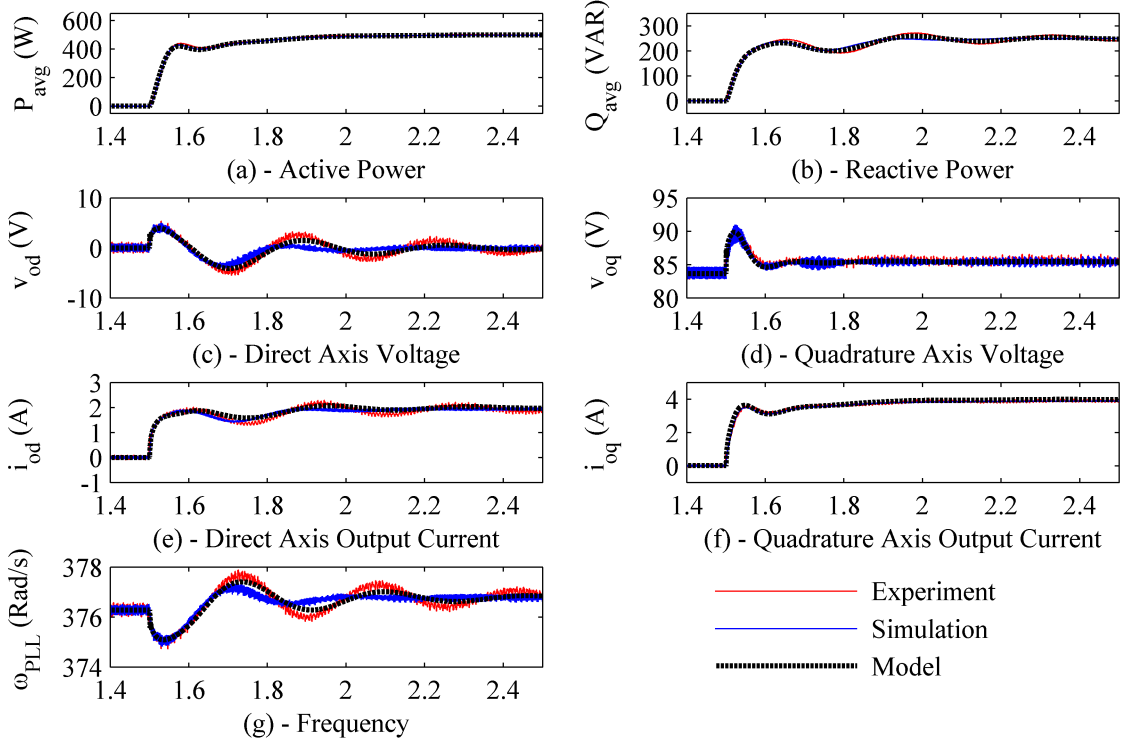 P_avg (W)
600
400
200
0
1.4 1.6 1.8 2 2.2 2.4
(a) - Active Power
Q_avg (VAR)
300
200
100
0
1.4 1.6 1.8 2 2.2 2.4
(b) - Reactive Power
v_od (V)
10
0
-10
1.4 1.6 1.8 2 2.2 2.4
(c) - Direct Axis Voltage
v_oq (V)
95
90
85
80
1.4 1.6 1.8 2 2.2 2.4
(d) - Quadrature Axis Voltage
i_od (A)
3
2
1
0
-1
1.4 1.6 1.8 2 2.2 2.4
(e) - Direct Axis Output Current
i_oq (A)
4
2
0
1.4 1.6 1.8 2 2.2 2.4
(f) - Quadrature Axis Output Current
ω_PLL (Rad/s)
378
376
374
1.4 1.6 1.8 2 2.2 2.4
(g) - Frequency
Experiment
Simulation
Model